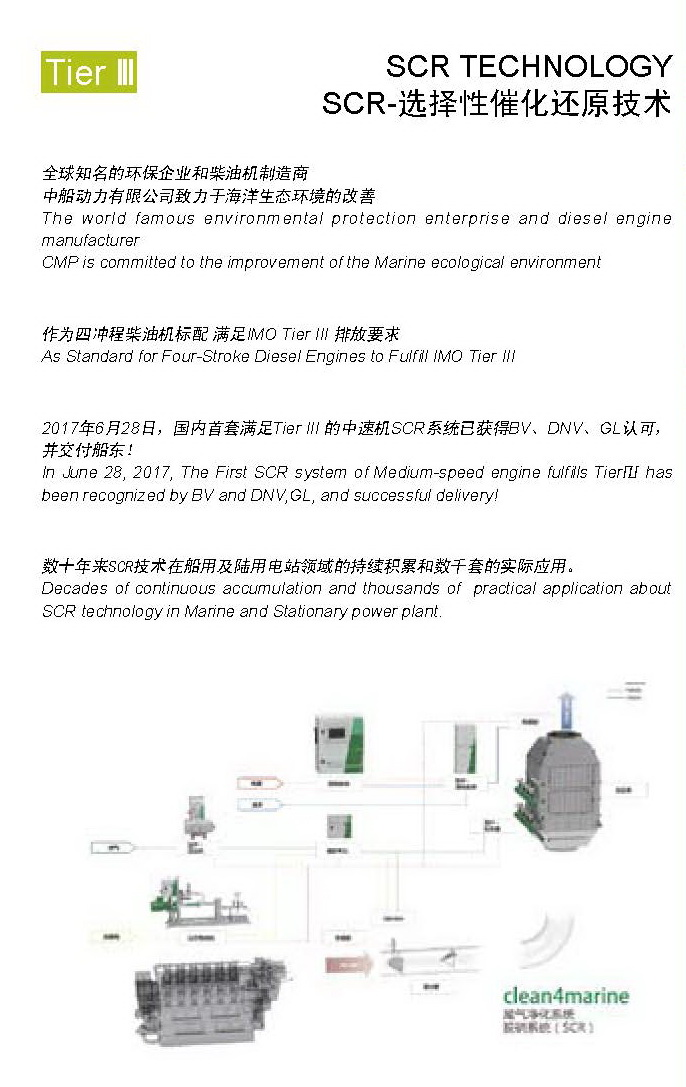 Tier Ⅲ
SCR TECHNOLOGY
SCR-选择性催化还原技术
全球知名的环保企业和柴油机制造商
中船动力有限公司致力于海洋生态环境的改善
The world famous environmental protection enterprise and diesel engine
manufacturer
CMP is committed to the improvement of the Marine ecological environment
作为四冲程柴油机标配 满足IMO Tier III 排放要求
As Standard for Four-Stroke Diesel Engines to Fulfill IMO Tier III
2017年6月28日，国内首套满足Tier III 的中速机SCR系统已获得BV、DNV、GL认可，
并交付船东！
In June 28, 2017, The First SCR system of Medium-speed engine fulfills TierⅢ has
been recognized by BV and DNV,GL, and successful delivery!
数十年来SCR技术在船用及陆用电站领域的持续积累和数千套的实际应用。
Decades of continuous accumulation and thousands of practical application about
SCR technology in Marine and Stationary power plant.
clean4marine
尾气净化系统
脱硝系统（SCR）